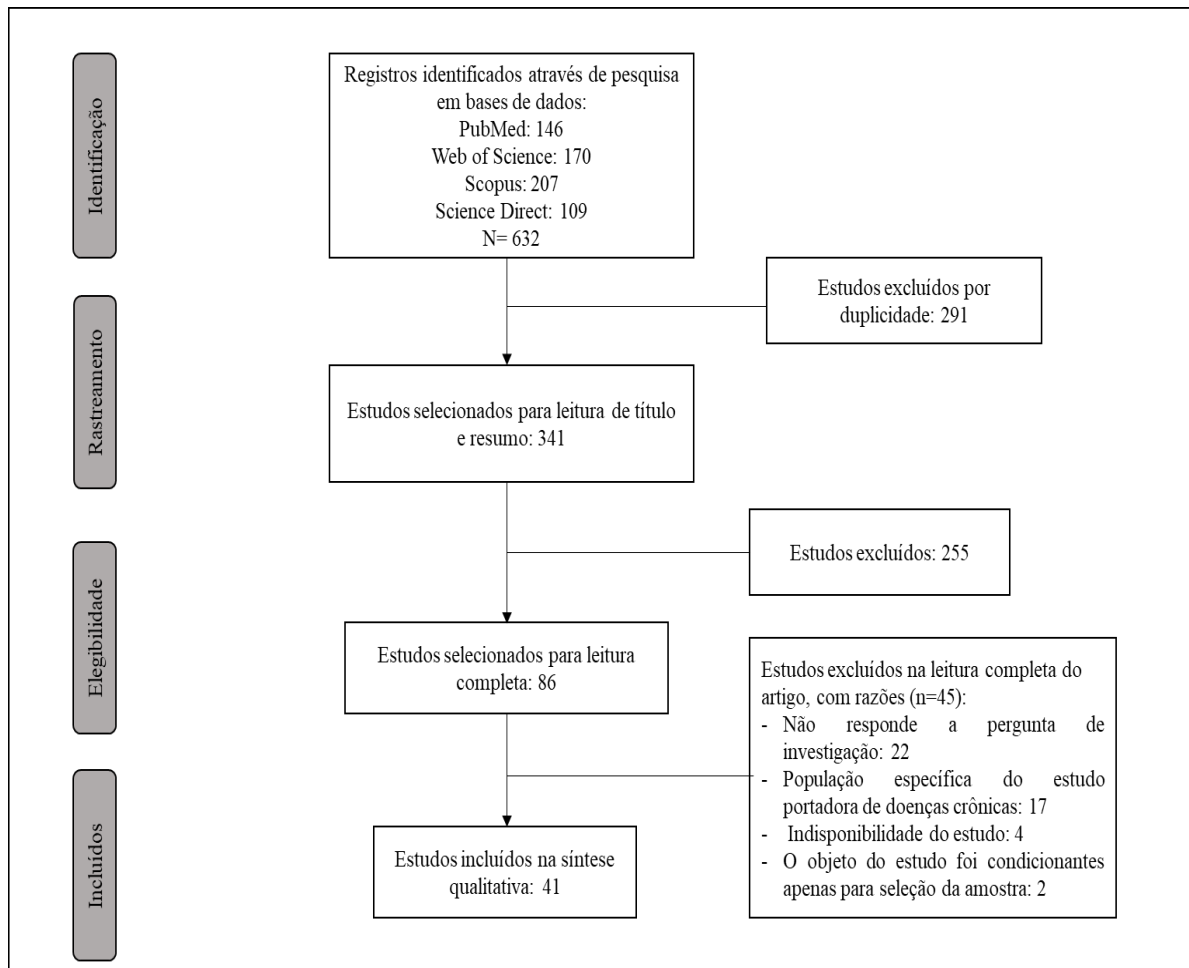 Identificação
Registros identificados através de pesquisa
em bases de dados:
PubMed: 146
Web of Science: 170
Scopus: 207
Science Direct: 109
N= 632
Estudos excluídos por
duplicidade: 291
Rastreamento
Estudos selecionados para leitura de título
e resumo: 341
Estudos excluídos: 255
Elegibilidade
Estudos selecionados para leitura
completa: 86
Estudos excluídos na leitura completa do
artigo, com razões (n=45):
- Não responde a pergunta de
investigação: 22
- População específica do estudo
portadora de doenças crônicas: 17
- Indisponibilidade do estudo: 4
- O objeto do estudo foi condicionantes
apenas para seleção da amostra: 2
Incluídos
Estudos incluídos na síntese
qualitativa: 41